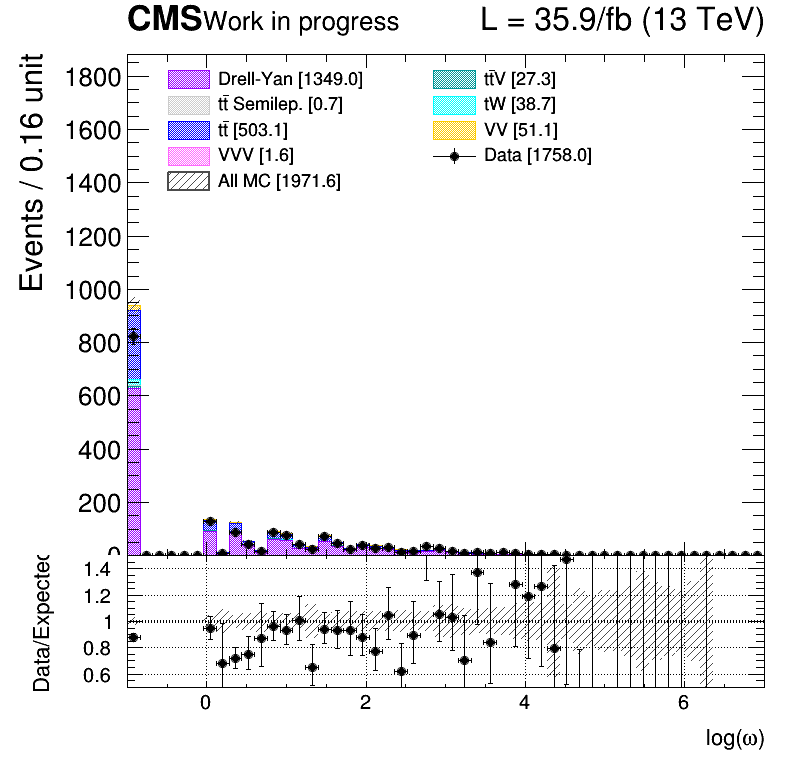 CMS Work in progress L = 35.9/fb (13 TeV)
Events / 0.16 unit
1800
1600
1400
1200
1000
800
600
400
200
0
Drell-Yan [1349.0]
tt̄ Semilep. [0.7]
tt̄ [503.1]
VVV [1.6]
All MC [1971.6]
tt̄V [27.3]
tW [38.7]
VV [51.1]
Data [1758.0]
Data/Expected
1.4
1.2
1
0.8
0.6
0 2 4 6
log(ω)